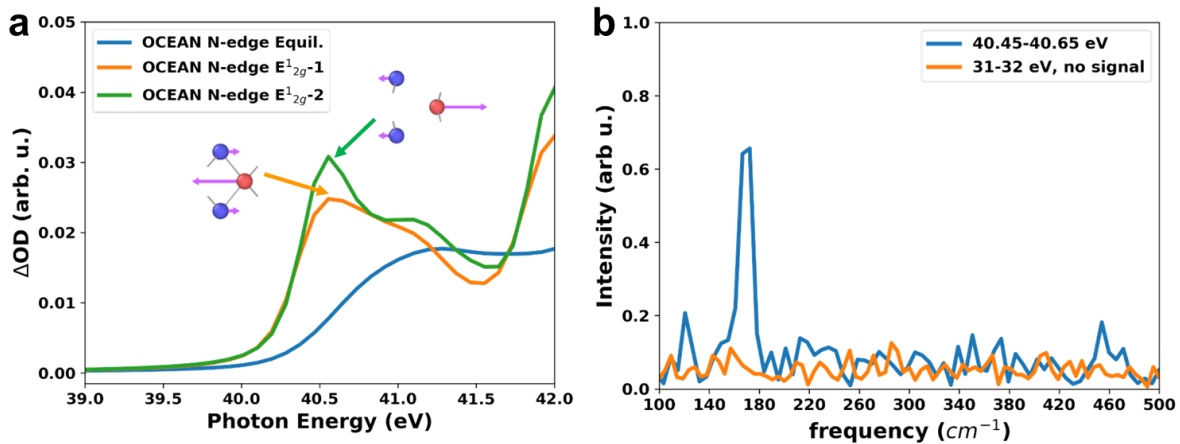 a
0.05
0.04
0.03
0.02
0.01
0.00
ΔOD (arb. u.)
OCEAN N-edge Equil.
OCEAN N-edge E¹₂g-1
OCEAN N-edge E¹₂g-2
39.0 39.5 40.0 40.5 41.0 41.5 42.0
Photon Energy (eV)
b
1.0
0.8
0.6
0.4
0.2
0.0
Intensity (arb u.)
40.45-40.65 eV
31-32 eV, no signal
100 140 180 220 260 300 340 380 420 460 500
frequency (cm⁻¹)